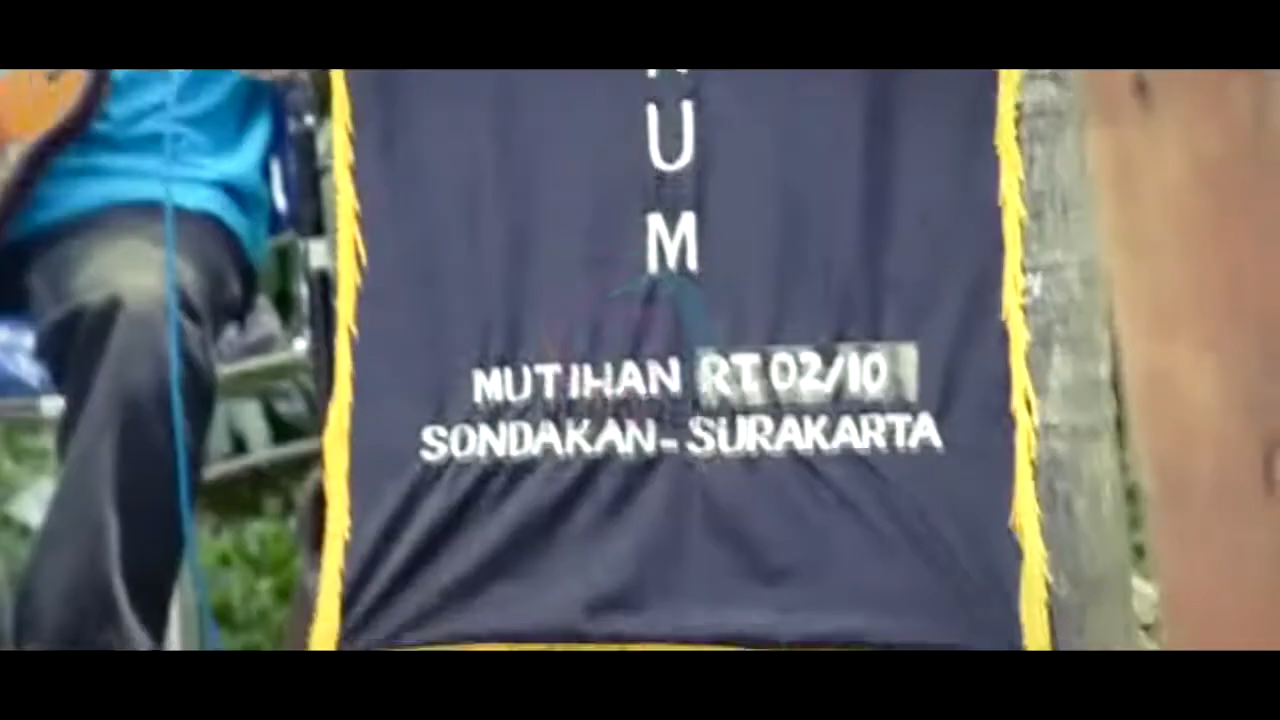 U
M
MUTIHAN RT. 02/10
SONDAKAN - SURAKARTA